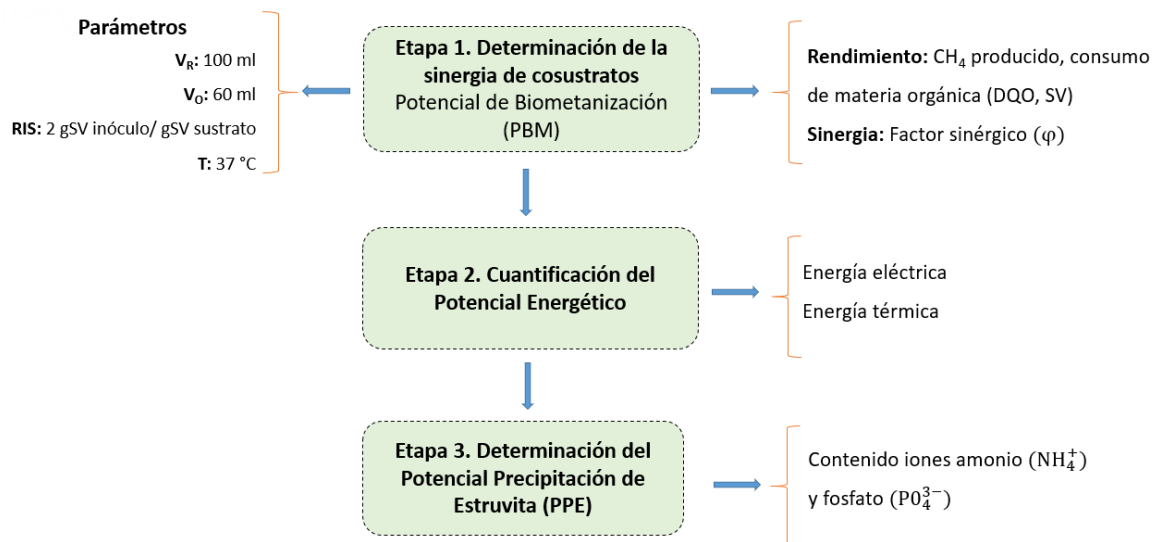 Parámetros
V_R: 100 ml
V_O: 60 ml
RIS: 2 gSV inóculo/ gSV sustrato
T: 37 °C
Etapa 1. Determinación de la
sinergia de cosustratos
Potencial de Biometanización
(PBM)
Rendimiento: CH₄ producido, consumo
de materia orgánica (DQO, SV)
Sinergia: Factor sinérgico (φ)
Etapa 2. Cuantificación del
Potencial Energético
Energía eléctrica
Energía térmica
Etapa 3. Determinación del
Potencial Precipitación de
Estruvita (PPE)
Contenido iones amonio (NH₄⁺)
y fosfato (P0₄³⁻)